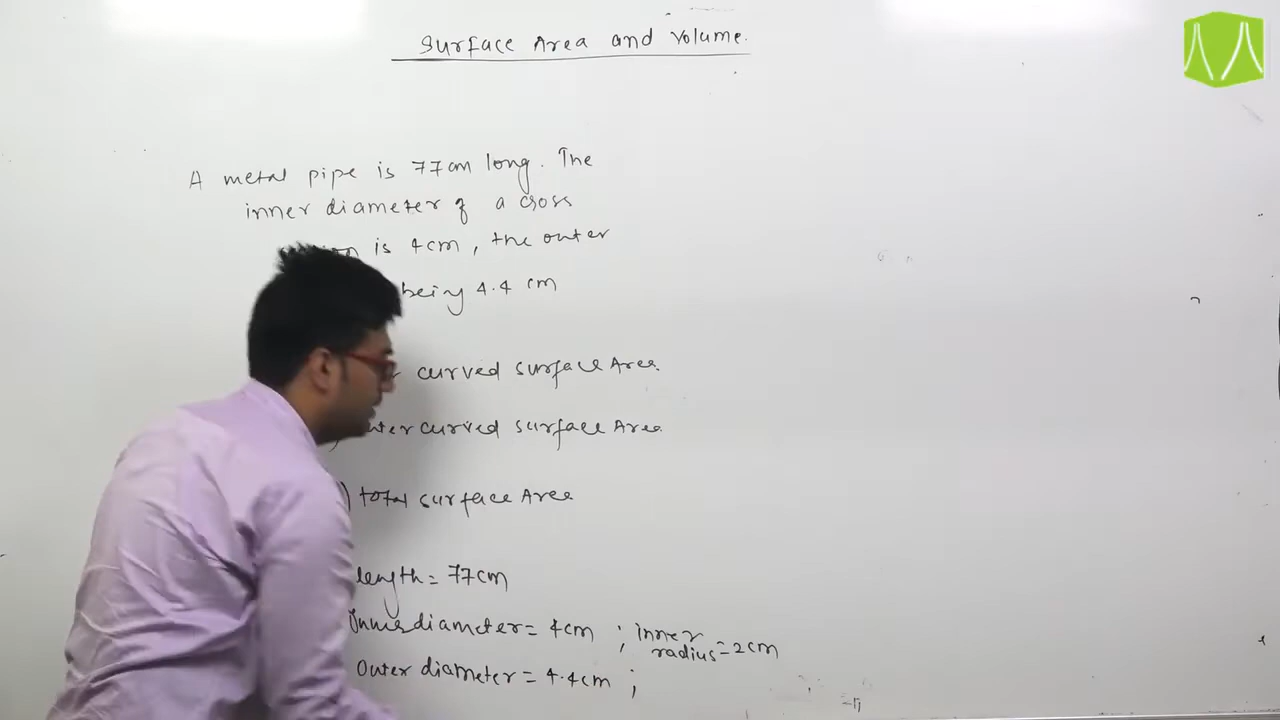 Surface Area and Volume.
A metal pipe is 77cm long. The
inner diameter of a cross
is 4cm, the outer
being 4.4 cm
curved surface Area.
curved surface Area.
total surface Area
length = 77cm
Inner diameter = 4cm ; inner
radius = 2cm
Outer diameter = 4.4cm ;